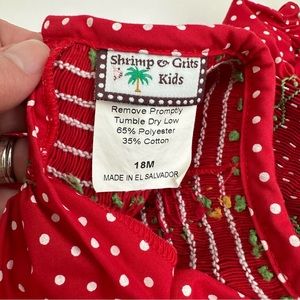 Shrimp & Grits
Kids
Remove Promptly
Tumble Dry Low
65% Polyester
35% Cotton
18M
MADE IN EL SALVADOR